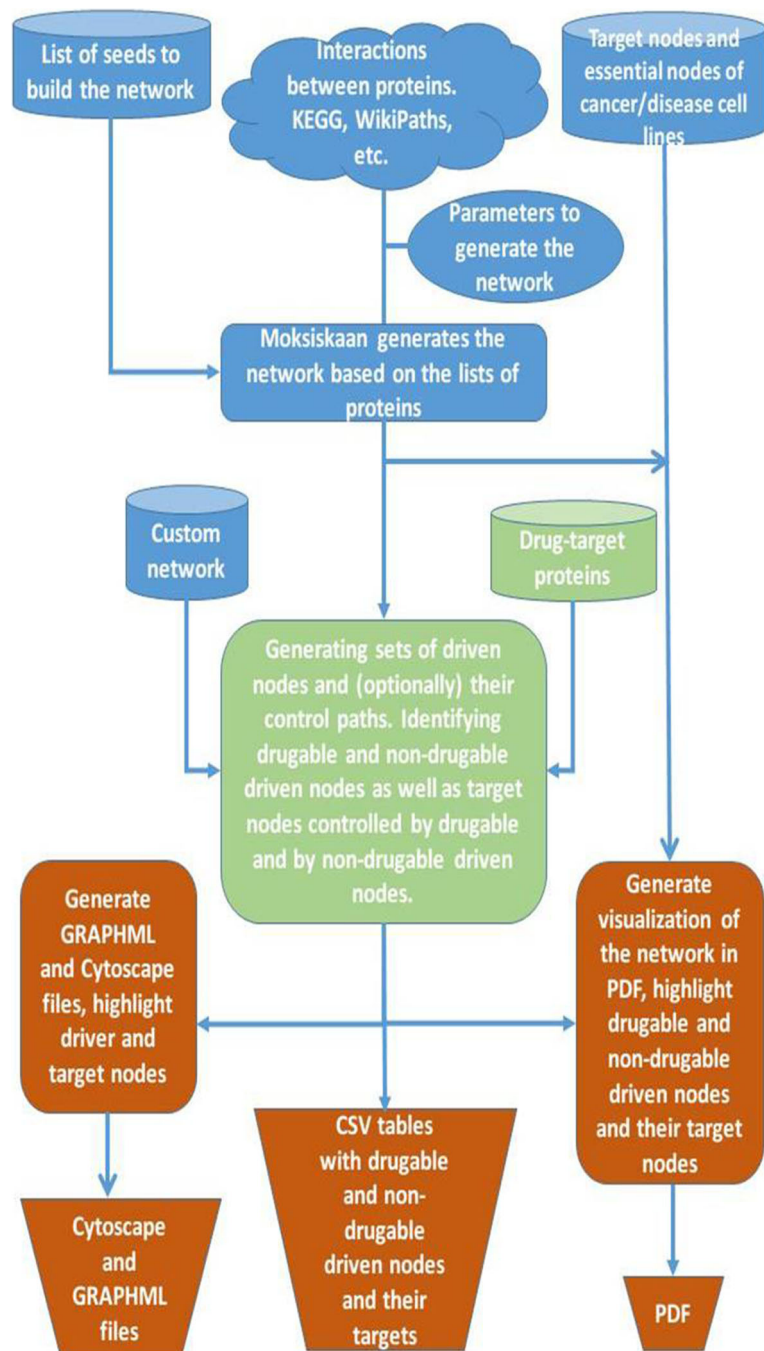 List of seeds to
build the network
Interactions
between proteins.
KEGG, WikiPaths,
etc.
Target nodes and
essential nodes of
cancer/disease cell
lines
Parameters to
generate the
network
Moksiskaan generates the
network based on the lists of
proteins
Custom
network
Drug-target
proteins
Generating sets of driven
nodes and (optionally) their
control paths. Identifying
drugable and non-drugable
driven nodes as well as target
nodes controlled by drugable
and by non-drugable driven
nodes.
Generate
GRAPHML
and Cytoscape
files, highlight
driver and
target nodes
Generate
visualization of
the network in
PDF, highlight
drugable and
non-drugable
driven nodes
and their target
nodes
Cytoscape
and
GRAPHML
files
CSV tables
with drugable
and non-
drugable
driven nodes
and their
targets
PDF